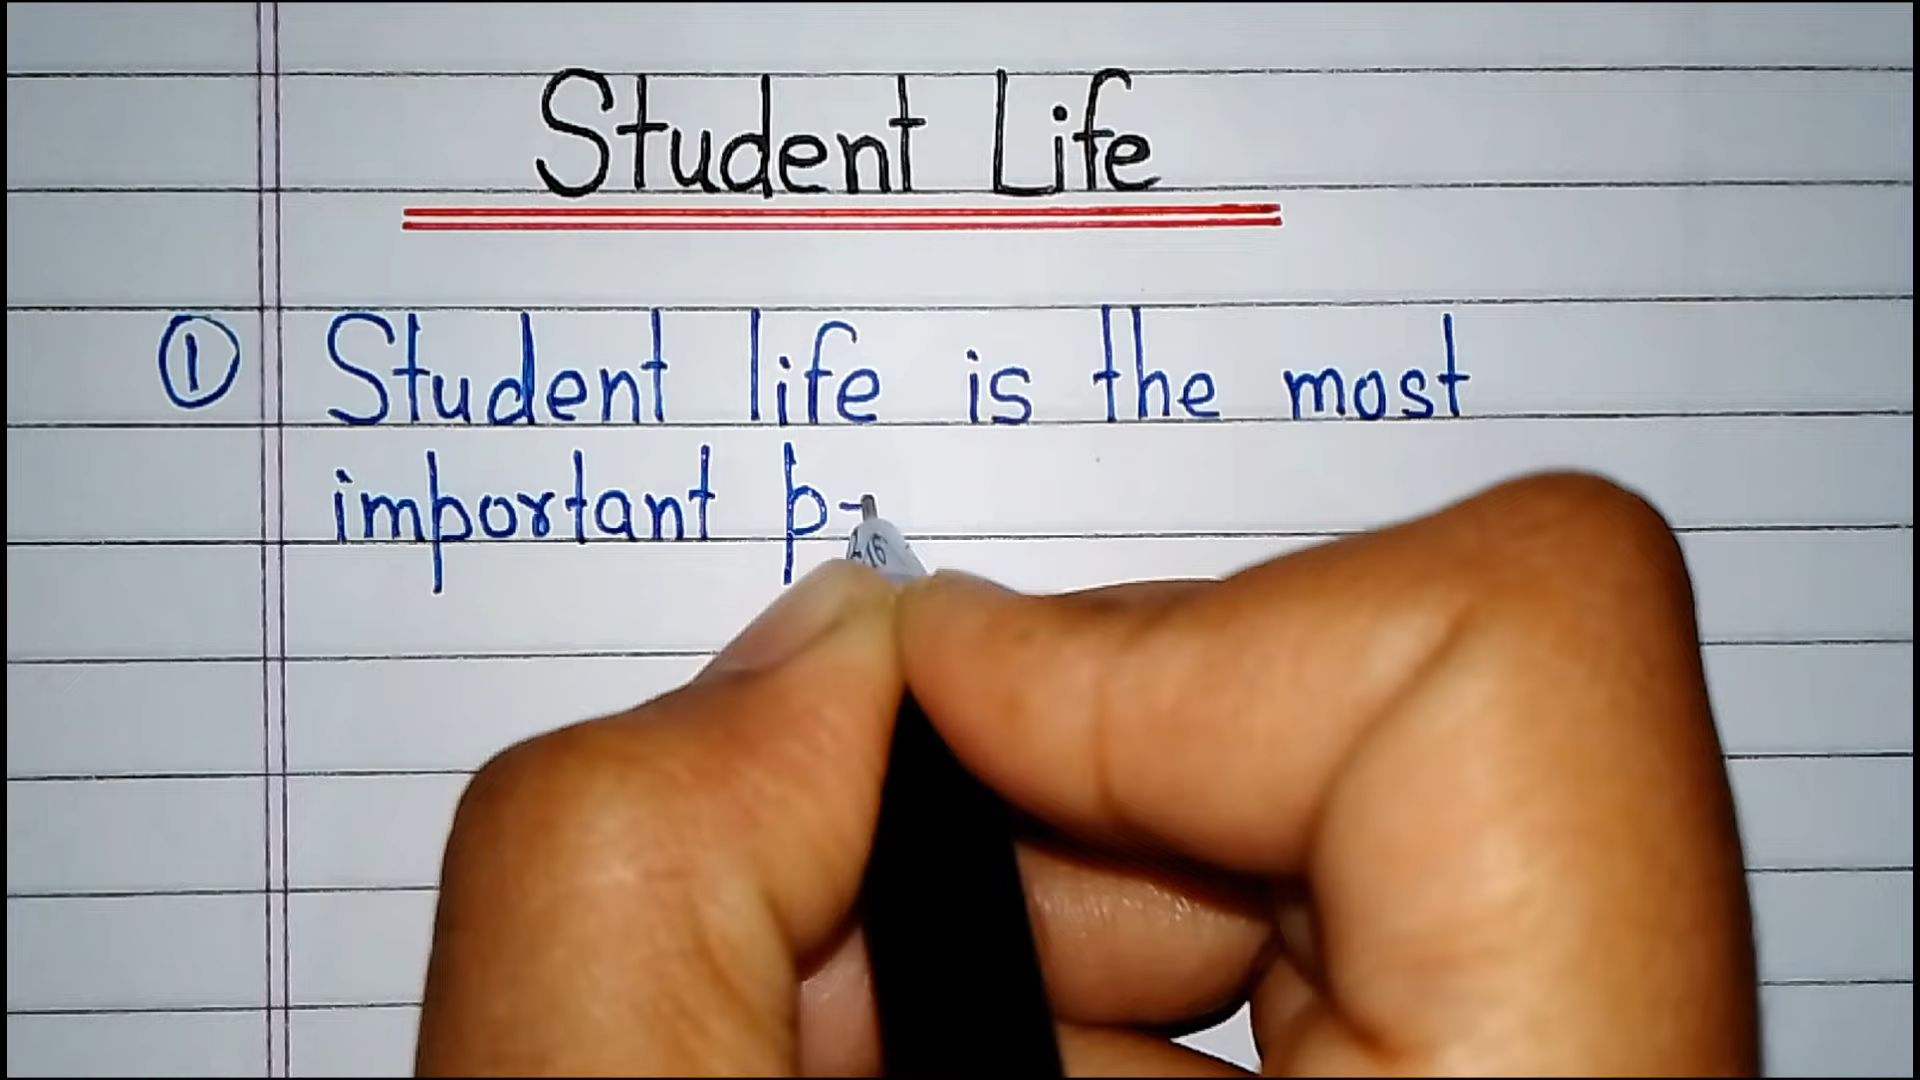 Student Life
① Student life is the most
important p